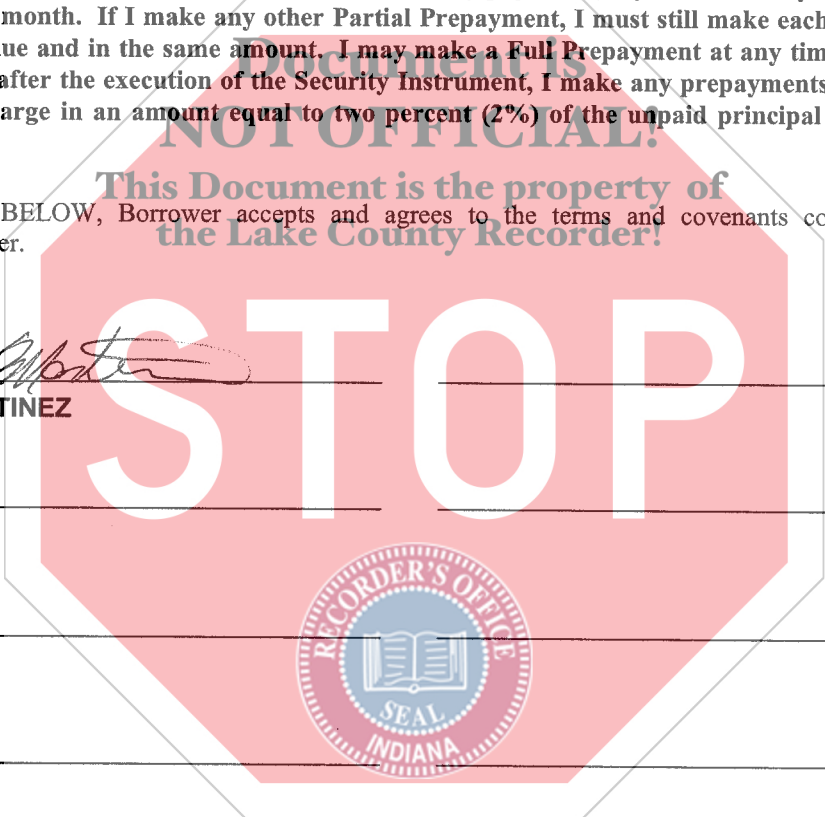 month. If I make any other Partial Prepayment, I must still make each
ue and in the same amount. I may make a Full Prepayment at any tim
after the execution of the Security Instrument, I make any prepayments
arge in an amount equal to two percent (2%) of the unpaid principal
Document is
NOT OFFICIAL!
This Document is the property of
the Lake County Recorder!
BELOW, Borrower accepts and agrees to the terms and covenants co
er.
STOP
TINEZ
RECORDER'S OFFICE
SEAL
INDIANA